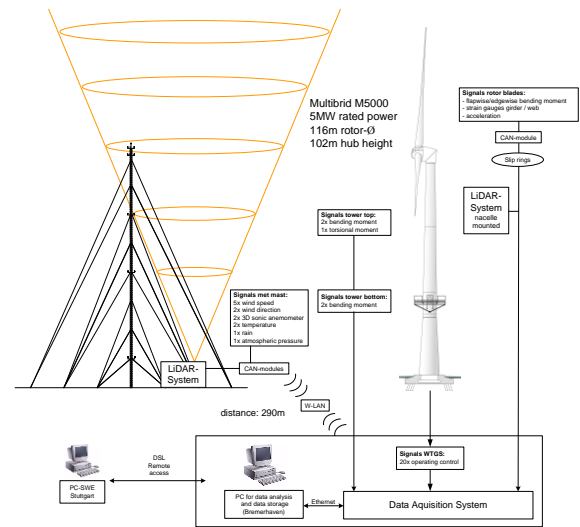 Multibrid M5000
5MW rated power
116m rotor-Ø
102m hub height
Signals rotor blades:
- flapwise/edgewise bending moment
- strain gauges girder / web
- acceleration
CAN-module
Slip rings
LiDAR-
System
nacelle
mounted
Signals tower top:
2x bending moment
1x torsional moment
Signals tower bottom:
2x bending moment
Signals met mast:
5x wind speed
2x wind direction
2x 3D sonic anemometer
2x temperature
1x rain
1x atmospheric pressure
LiDAR-
System
CAN-modules
W-LAN
distance: 290m
Signals WTGS:
20x operating control
DSL
Remote
access
PC-SWE
Stuttgart
PC for data analysis
and data storage
(Bremerhaven)
Ethernet
Data Aquisition System